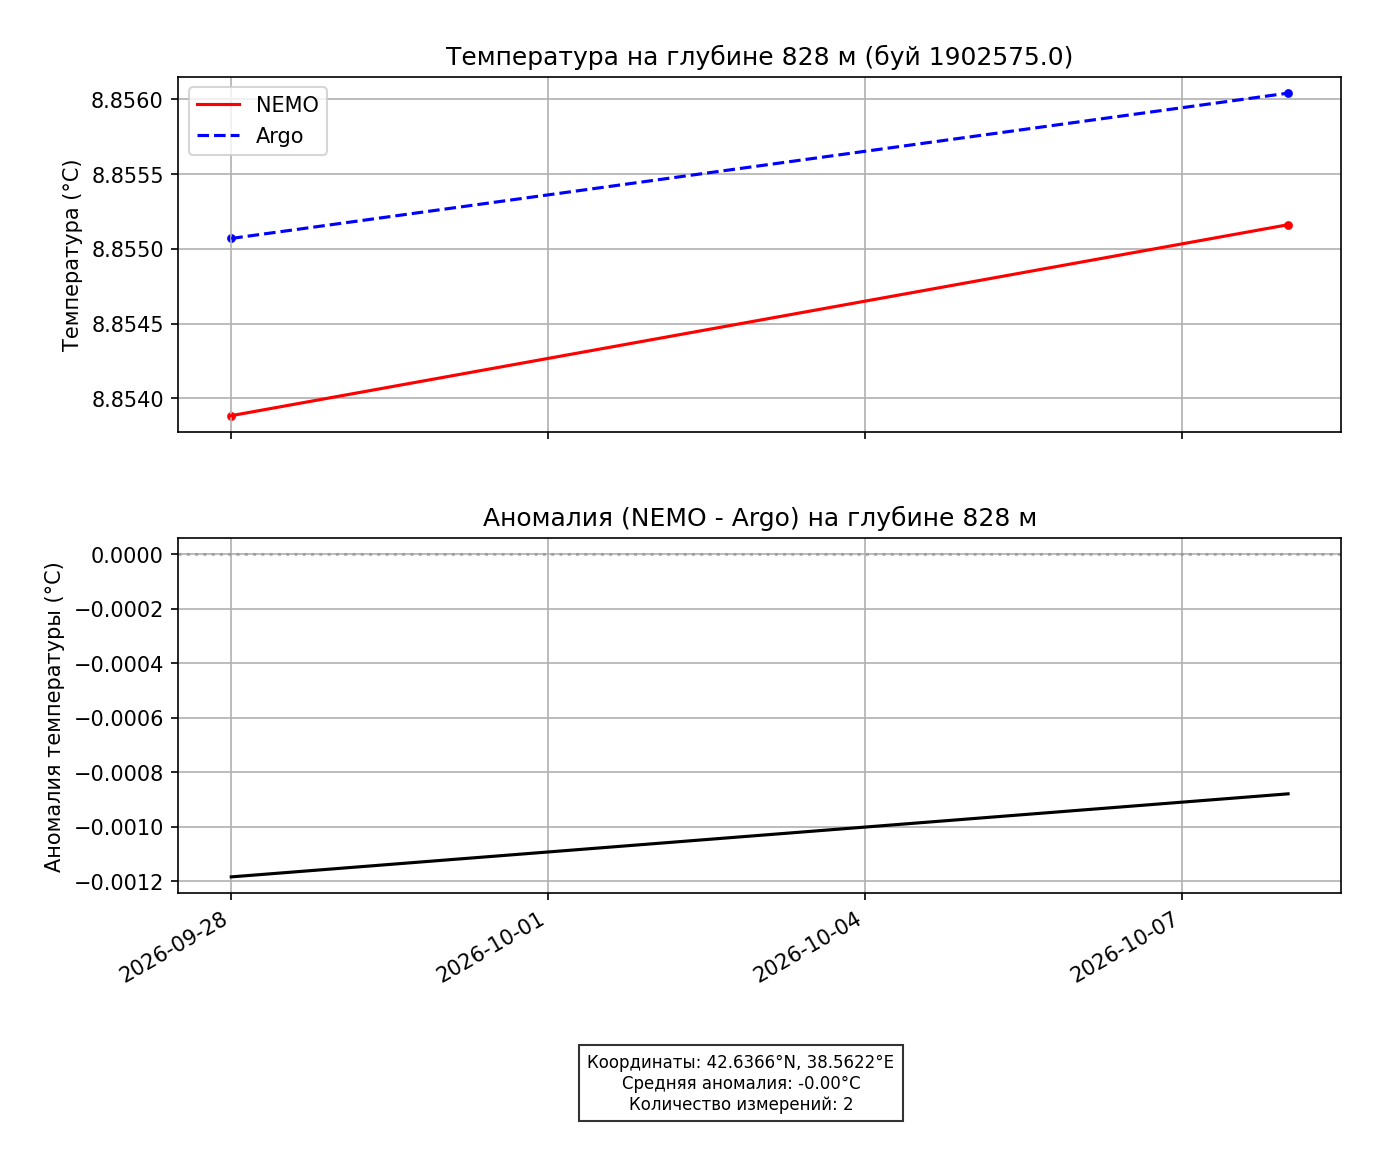 Температура на глубине 828 м (буй 1902575.0)
NEMO
Argo
Температура (°C)
8.8560
8.8555
8.8550
8.8545
8.8540
Аномалия (NEMO - Argo) на глубине 828 м
Аномалия температуры (°C)
0.0000
−0.0002
−0.0004
−0.0006
−0.0008
−0.0010
−0.0012
2026-09-28
2026-10-01
2026-10-04
2026-10-07
Координаты: 42.6366°N, 38.5622°E
Средняя аномалия: -0.00°C
Количество измерений: 2